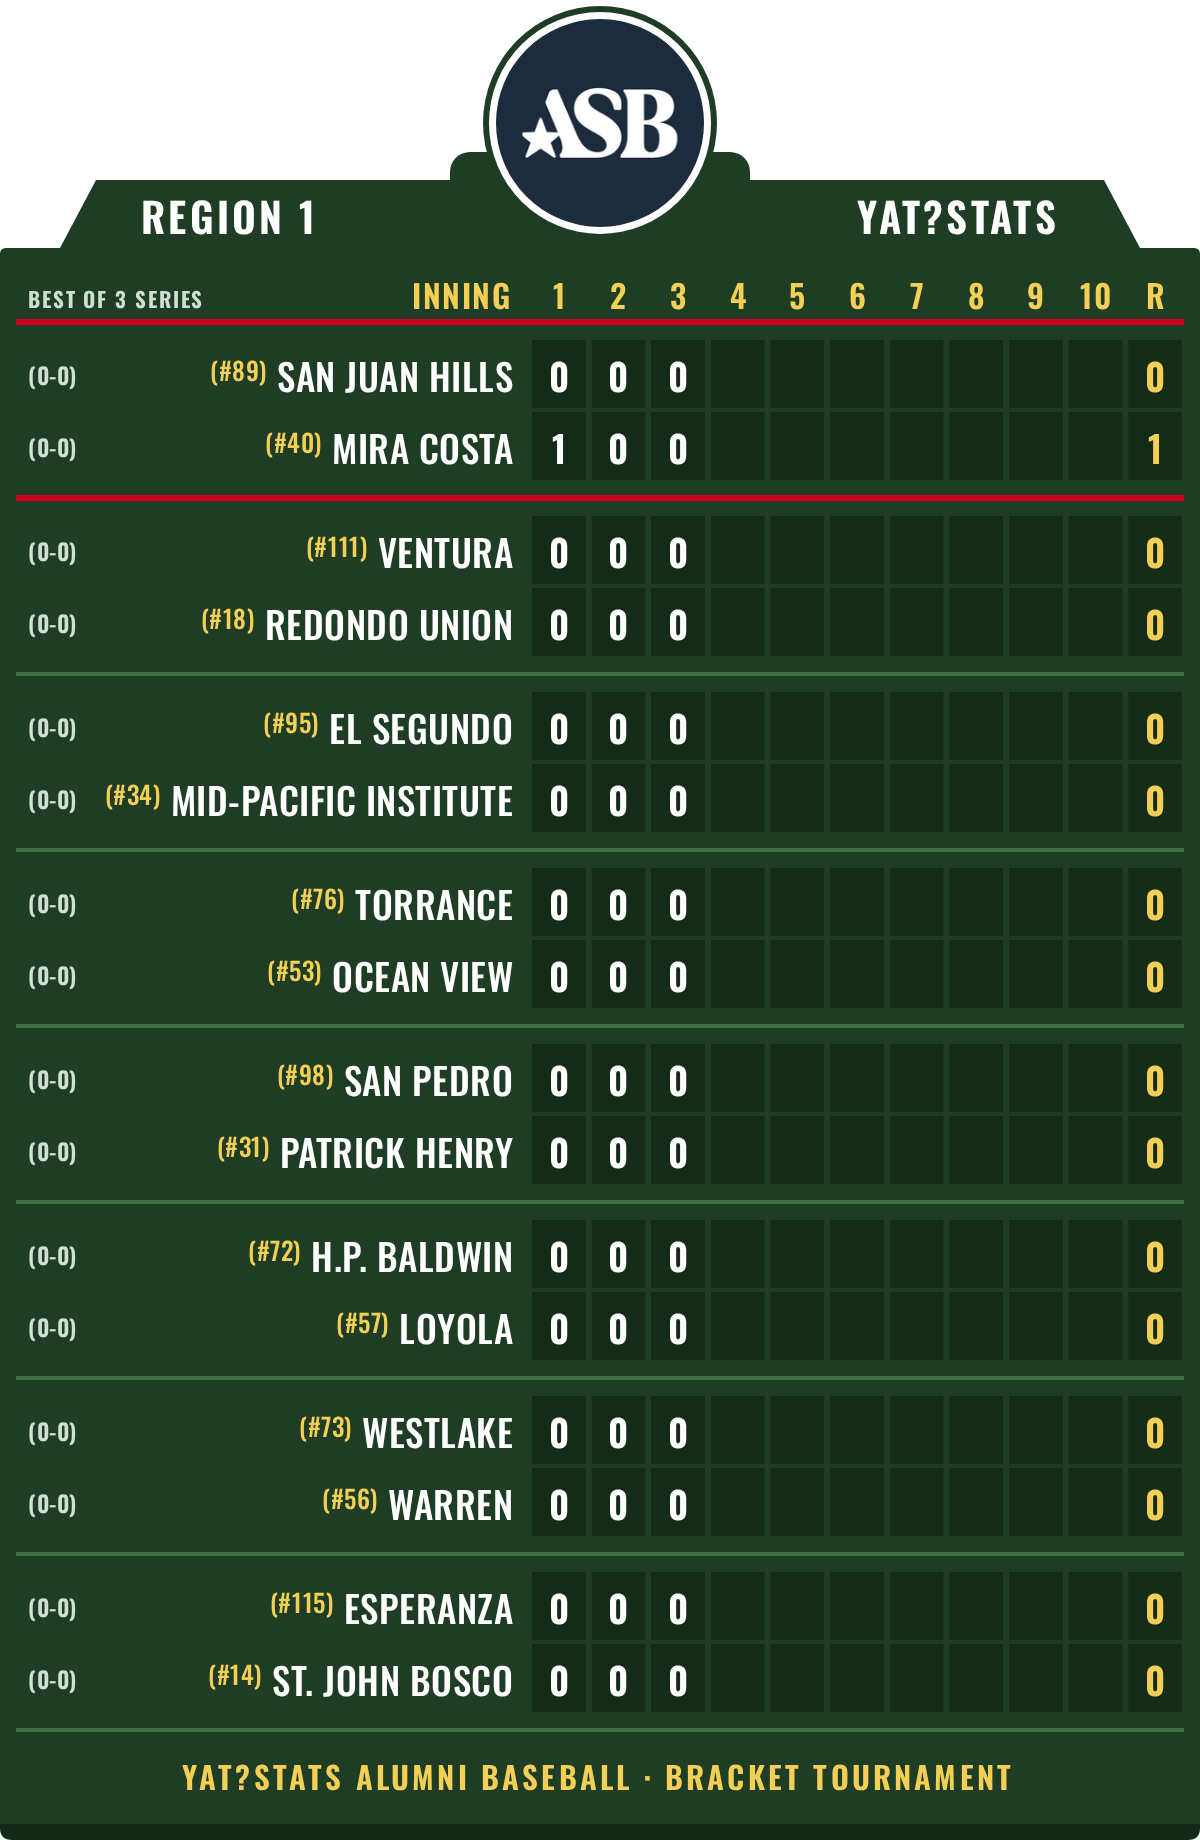 ASB
REGION 1 YAT?STATS
BEST OF 3 SERIES INNING 1 2 3 4 5 6 7 8 9 10 R
(0-0) (#89) SAN JUAN HILLS 0 0 0 0
(0-0) (#40) MIRA COSTA 1 0 0 1
(0-0) (#111) VENTURA 0 0 0 0
(0-0) (#18) REDONDO UNION 0 0 0 0
(0-0) (#95) EL SEGUNDO 0 0 0 0
(0-0) (#34) MID-PACIFIC INSTITUTE 0 0 0 0
(0-0) (#76) TORRANCE 0 0 0 0
(0-0) (#53) OCEAN VIEW 0 0 0 0
(0-0) (#98) SAN PEDRO 0 0 0 0
(0-0) (#31) PATRICK HENRY 0 0 0 0
(0-0) (#72) H.P. BALDWIN 0 0 0 0
(0-0) (#57) LOYOLA 0 0 0 0
(0-0) (#73) WESTLAKE 0 0 0 0
(0-0) (#56) WARREN 0 0 0 0
(0-0) (#115) ESPERANZA 0 0 0 0
(0-0) (#14) ST. JOHN BOSCO 0 0 0 0
YAT?STATS ALUMNI BASEBALL · BRACKET TOURNAMENT